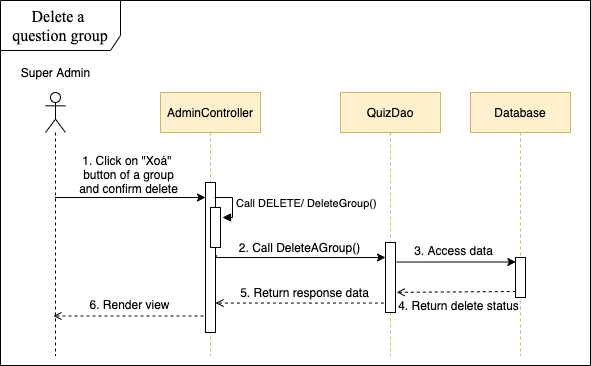 Delete a
question group
Super Admin
AdminController
QuizDao
Database
1. Click on "Xoá"
button of a group
and confirm delete
Call DELETE/ DeleteGroup()
2. Call DeleteAGroup()
3. Access data
4. Return delete status
5. Return response data
6. Render view